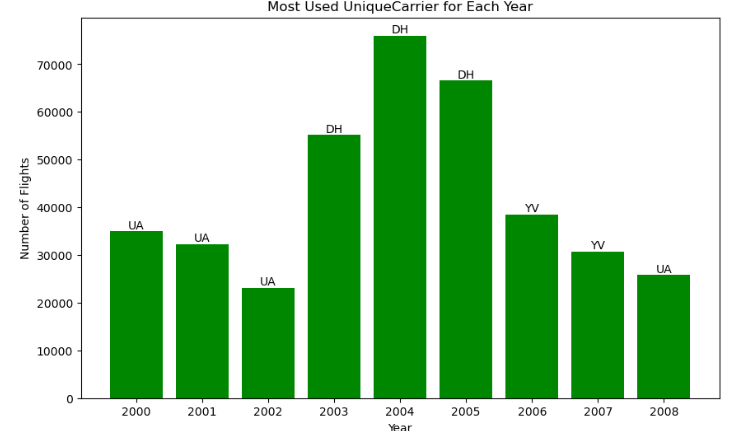 Most Used UniqueCarrier for Each Year
Number of Flights
70000
60000
50000
40000
30000
20000
10000
0
UA
UA
UA
DH
DH
DH
YV
YV
UA
2000 2001 2002 2003 2004 2005 2006 2007 2008
Year